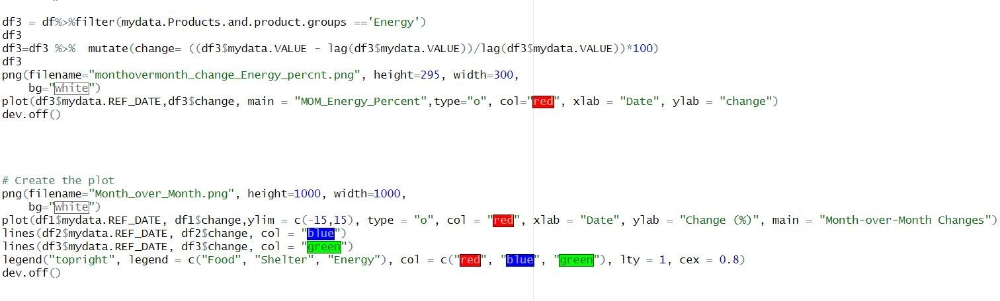 df3 = df%>%filter(mydata.Products.and.product.groups =='Energy')
df3
df3=df3 %>%  mutate(change= ((df3$mydata.VALUE - lag(df3$mydata.VALUE))/lag(df3$mydata.VALUE))*100)
df3
png(filename="monthovermonth_change_Energy_percnt.png", height=295, width=300,
    bg="white")
plot(df3$mydata.REF_DATE,df3$change, main = "MOM_Energy_Percent",type="o", col="red", xlab = "Date", ylab = "change")
dev.off()
# Create the plot
png(filename="Month_over_Month.png", height=1000, width=1000,
    bg="white")
plot(df1$mydata.REF_DATE, df1$change,ylim = c(-15,15), type = "o", col = "red", xlab = "Date", ylab = "Change (%)", main = "Month-over-Month Changes")
lines(df2$mydata.REF_DATE, df2$change, col = "blue")
lines(df3$mydata.REF_DATE, df3$change, col = "green")
legend("topright", legend = c("Food", "Shelter", "Energy"), col = c("red", "blue", "green"), lty = 1, cex = 0.8)
dev.off()